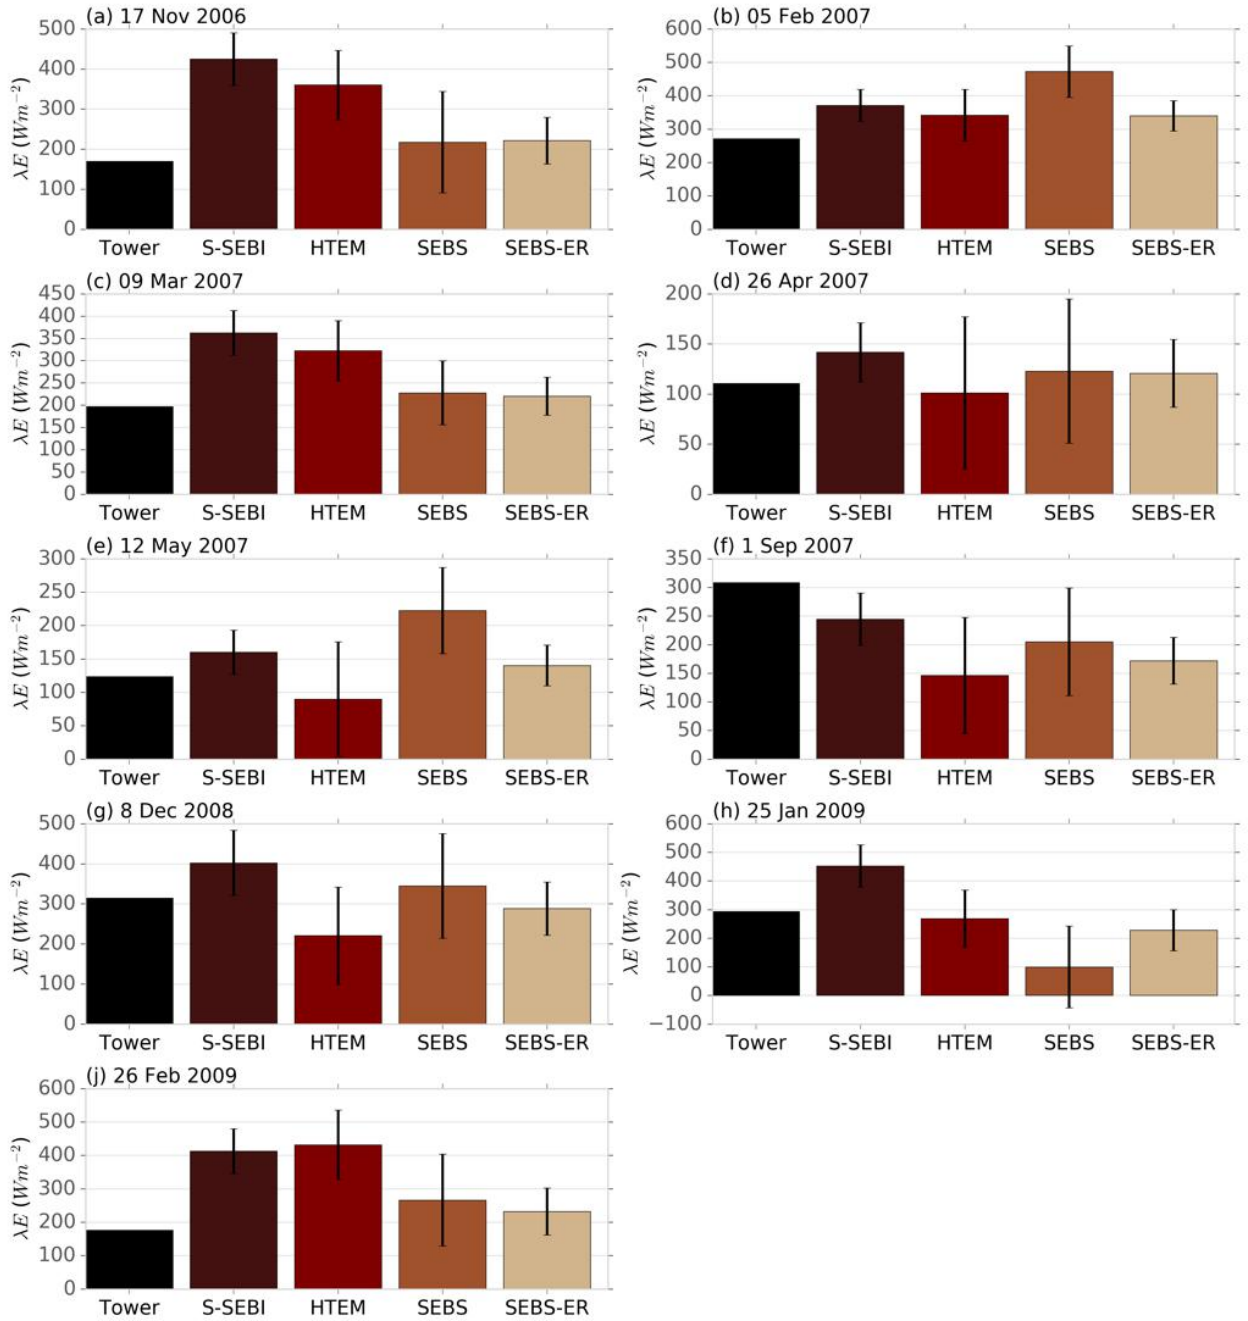 (a) 17 Nov 2006
500
400
300
200
100
0
λE (Wm⁻²)
Tower S-SEBI HTEM SEBS SEBS-ER
(b) 05 Feb 2007
600
500
400
300
200
100
0
λE (Wm⁻²)
Tower S-SEBI HTEM SEBS SEBS-ER
(c) 09 Mar 2007
450
400
350
300
250
200
150
100
50
0
λE (Wm⁻²)
Tower S-SEBI HTEM SEBS SEBS-ER
(d) 26 Apr 2007
200
150
100
50
0
λE (Wm⁻²)
Tower S-SEBI HTEM SEBS SEBS-ER
(e) 12 May 2007
300
250
200
150
100
50
0
λE (Wm⁻²)
Tower S-SEBI HTEM SEBS SEBS-ER
(f) 1 Sep 2007
350
300
250
200
150
100
50
0
λE (Wm⁻²)
Tower S-SEBI HTEM SEBS SEBS-ER
(g) 8 Dec 2008
500
400
300
200
100
0
λE (Wm⁻²)
Tower S-SEBI HTEM SEBS SEBS-ER
(h) 25 Jan 2009
600
500
400
300
200
100
0
−100
λE (Wm⁻²)
Tower S-SEBI HTEM SEBS SEBS-ER
(j) 26 Feb 2009
600
500
400
300
200
100
0
λE (Wm⁻²)
Tower S-SEBI HTEM SEBS SEBS-ER